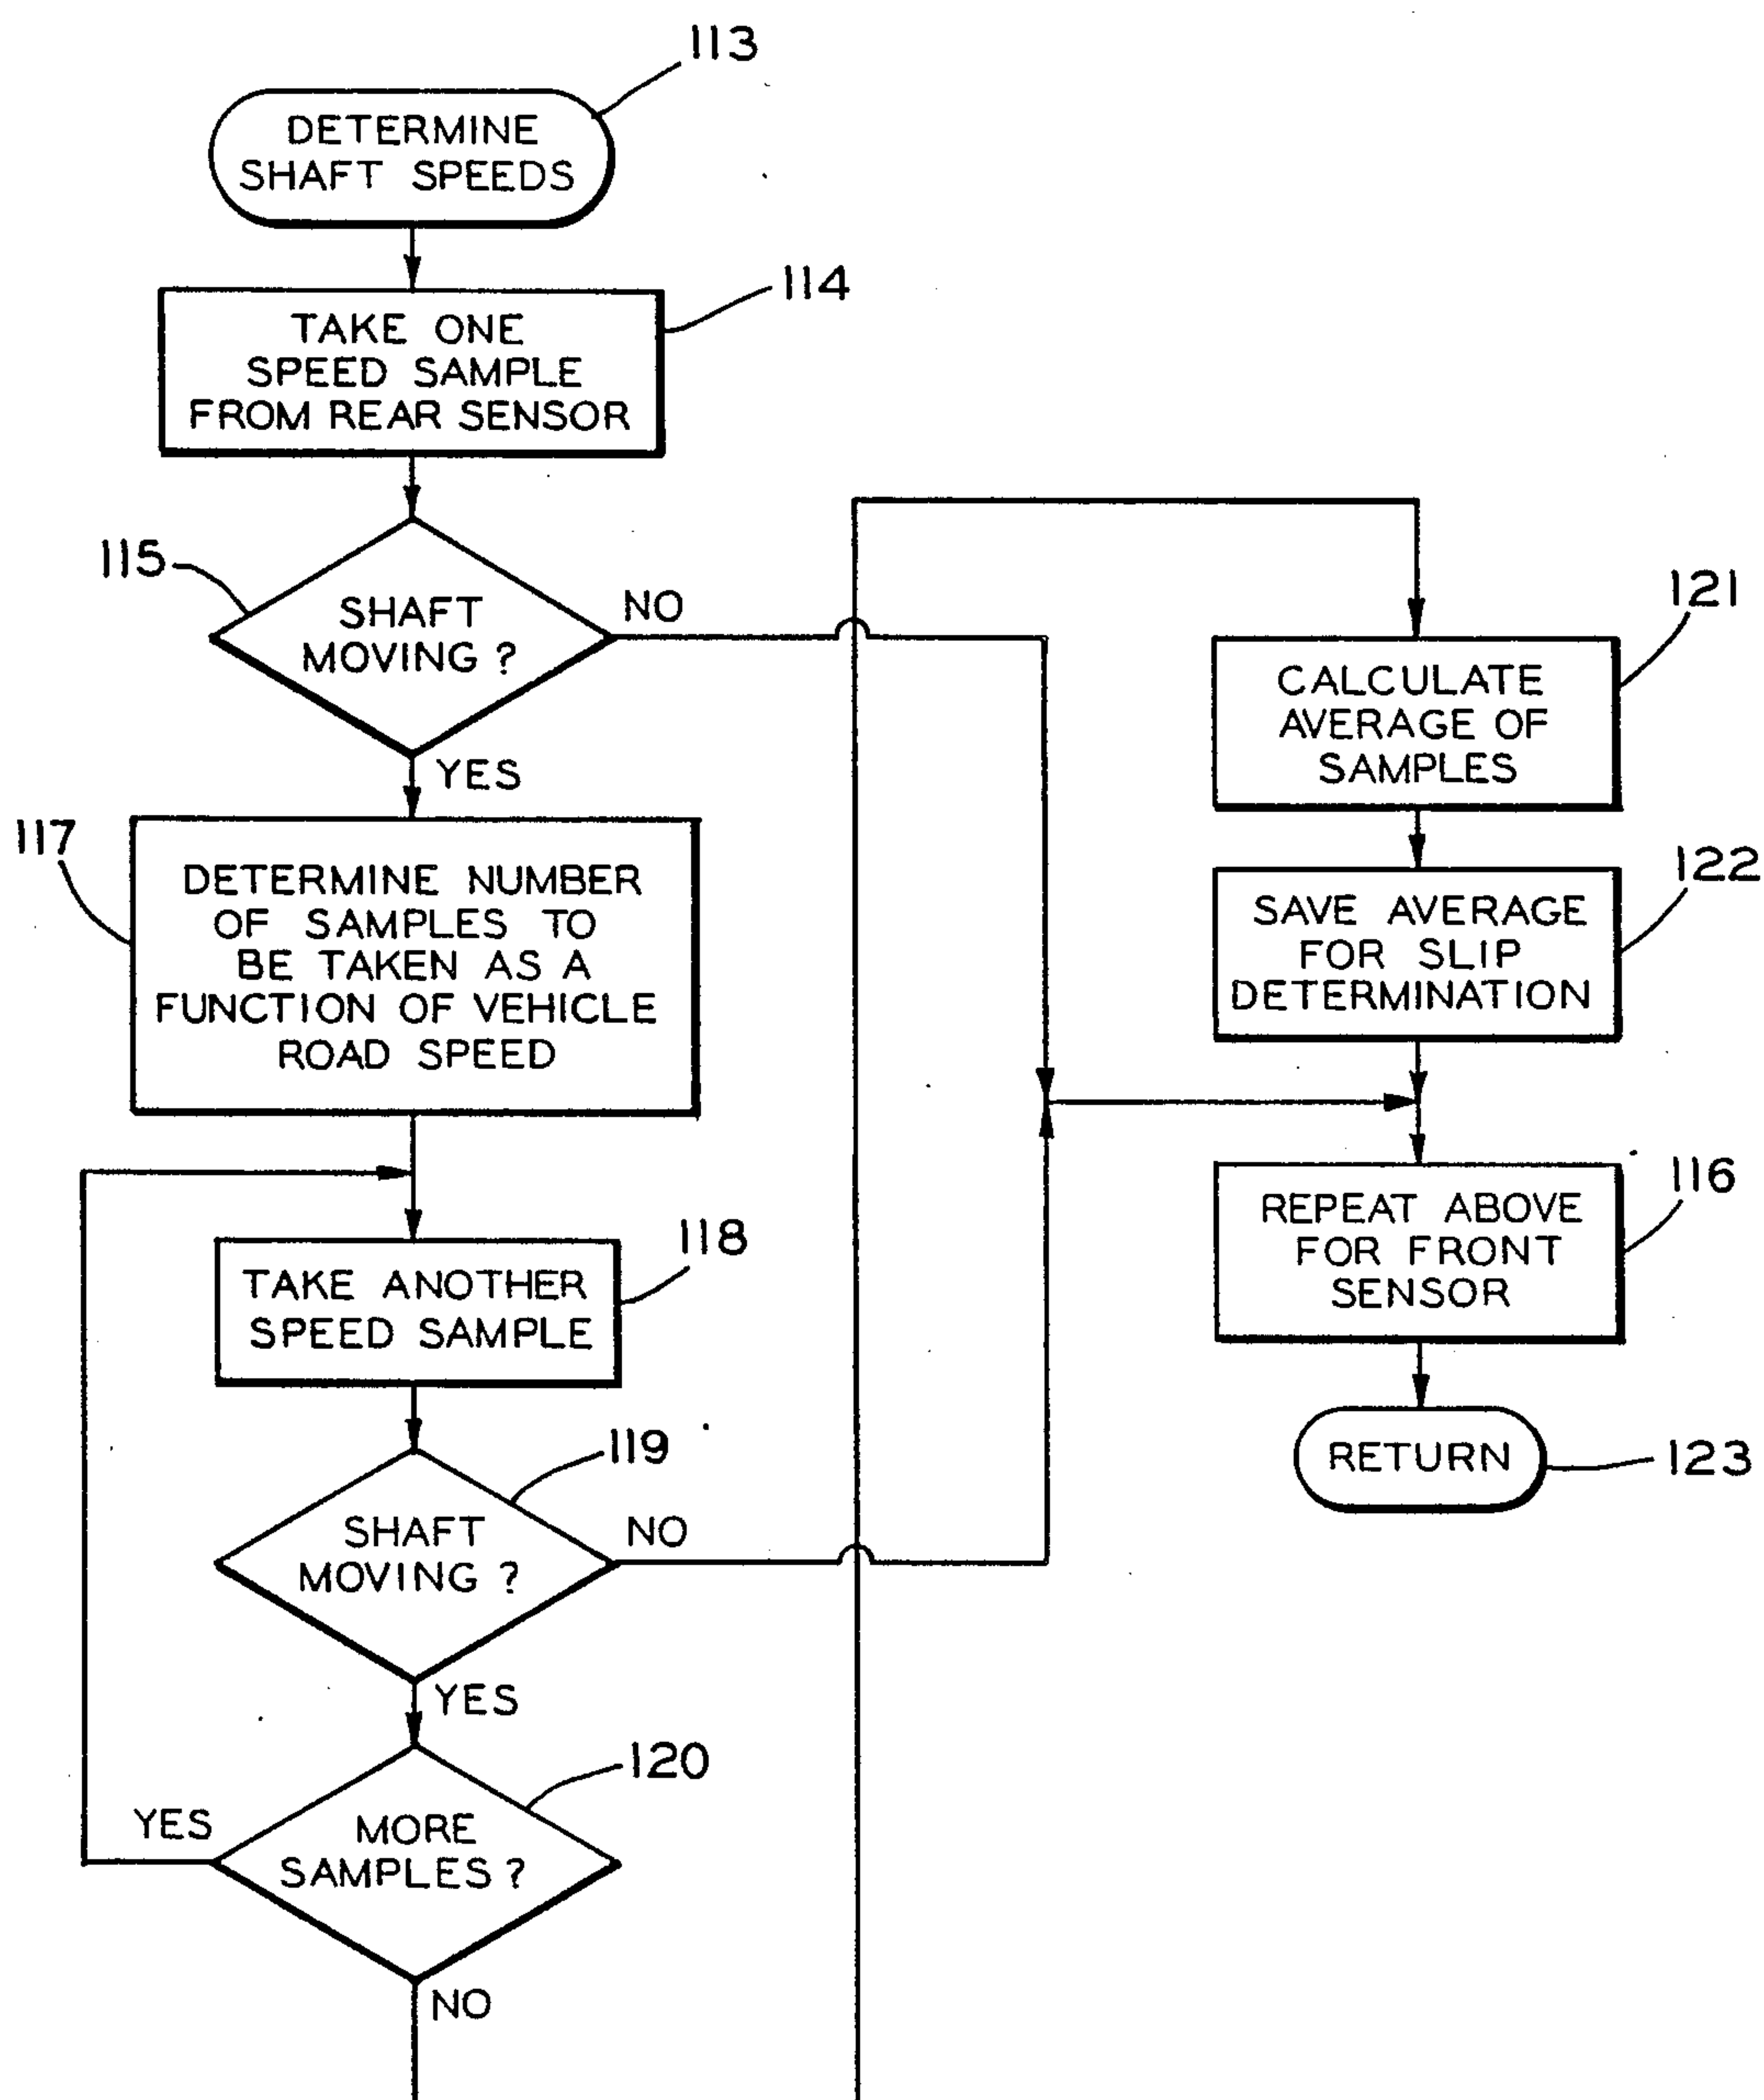 113
DETERMINE
SHAFT SPEEDS
114
TAKE ONE
SPEED SAMPLE
FROM REAR SENSOR
115
SHAFT
MOVING ?
NO
YES
117
DETERMINE NUMBER
OF SAMPLES TO
BE TAKEN AS A
FUNCTION OF VEHICLE
ROAD SPEED
118
TAKE ANOTHER
SPEED SAMPLE
119
SHAFT
MOVING ?
NO
YES
120
MORE
SAMPLES ?
YES
NO
121
CALCULATE
AVERAGE OF
SAMPLES
122
SAVE AVERAGE
FOR SLIP
DETERMINATION
116
REPEAT ABOVE
FOR FRONT
SENSOR
RETURN
123